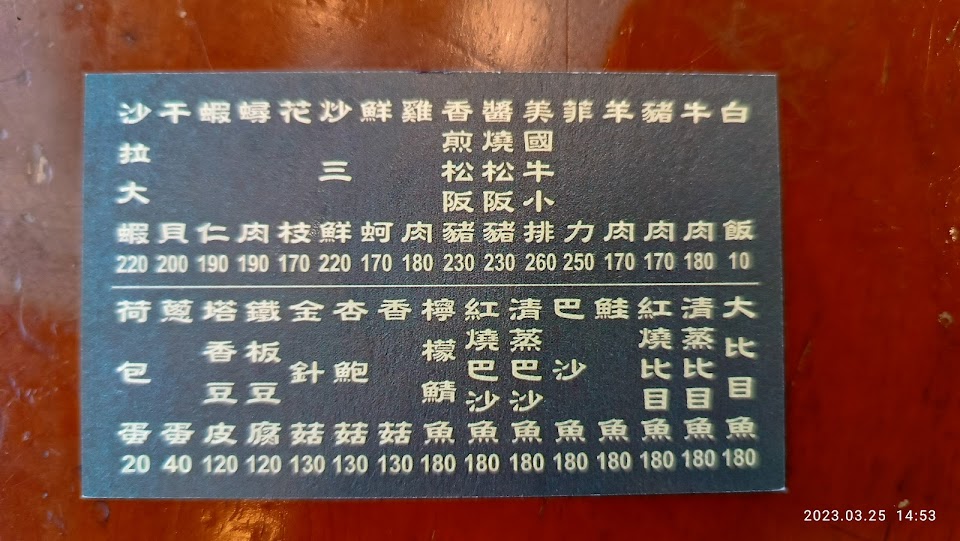 白飯 10
牛肉 180
豬肉 170
羊肉 170
菲力 250
美國牛小排 260
醬燒松阪豬 230
香煎松阪豬 230
雞肉 180
鮮蚵 170
炒三鮮 220
花枝 170
蟳肉 190
蝦仁 190
干貝 200
沙拉大蝦 220
大比目魚 180
清蒸比目魚 180
紅燒比目魚 180
鮭魚 180
巴沙魚 180
清蒸巴沙魚 180
紅燒巴沙魚 180
檸檬鯖魚 180
香菇 130
杏鮑菇 130
金針菇 130
鐵板豆腐 120
塔香豆皮 120
蔥蛋 40
荷包蛋 20
2023.03.25 14:53